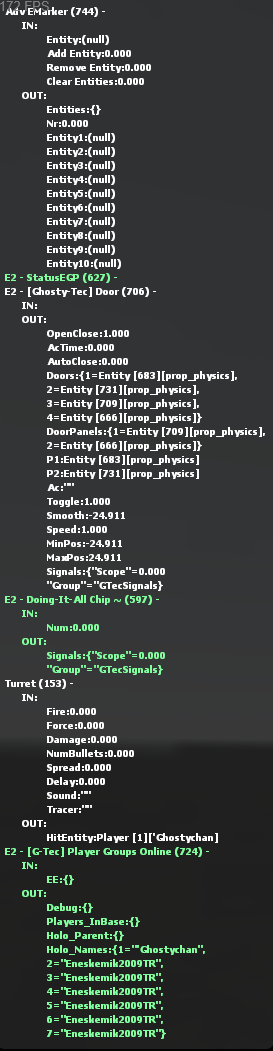 172 FPS
Adv EMarker (744) -
IN:
Entity:(null)
Add Entity:0.000
Remove Entity:0.000
Clear Entities:0.000
OUT:
Entities:{}
Nr:0.000
Entity1:(null)
Entity2:(null)
Entity3:(null)
Entity4:(null)
Entity5:(null)
Entity6:(null)
Entity7:(null)
Entity8:(null)
Entity9:(null)
Entity10:(null)
E2 - StatusEGP (627) -
E2 - [Ghosty-Tec] Door (706) -
IN:
OUT:
OpenClose:1.000
AcTime:0.000
AutoClose:0.000
Doors:{1=Entity [683][prop_physics],
2=Entity [731][prop_physics],
3=Entity [709][prop_physics],
4=Entity [666][prop_physics]}
DoorPanels:{1=Entity [709][prop_physics],
2=Entity [666][prop_physics]}
P1:Entity [683][prop_physics]
P2:Entity [731][prop_physics]
Ac:""
Toggle:1.000
Smooth:-24.911
Speed:1.000
MinPos:-24.911
MaxPos:24.911
Signals:{"Scope"=0.000
"Group"="GTecSignals}
E2 - Doing-It-All Chip ~ (597) -
IN:
Num:0.000
OUT:
Signals:{"Scope"=0.000
"Group"="GTecSignals}
Turret (153) -
IN:
Fire:0.000
Force:0.000
Damage:0.000
NumBullets:0.000
Spread:0.000
Delay:0.000
Sound:""
Tracer:""
OUT:
HitEntity:Player [1]['Ghostychan]
E2 - [G-Tec] Player Groups Online (724) -
IN:
EE:{}
OUT:
Debug:{}
Players_InBase:{}
Holo_Parent:{}
Holo_Names:{1="'Ghostychan",
2="Eneskemik2009TR",
3="Eneskemik2009TR",
4="Eneskemik2009TR",
5="Eneskemik2009TR",
6="Eneskemik2009TR",
7="Eneskemik2009TR"}